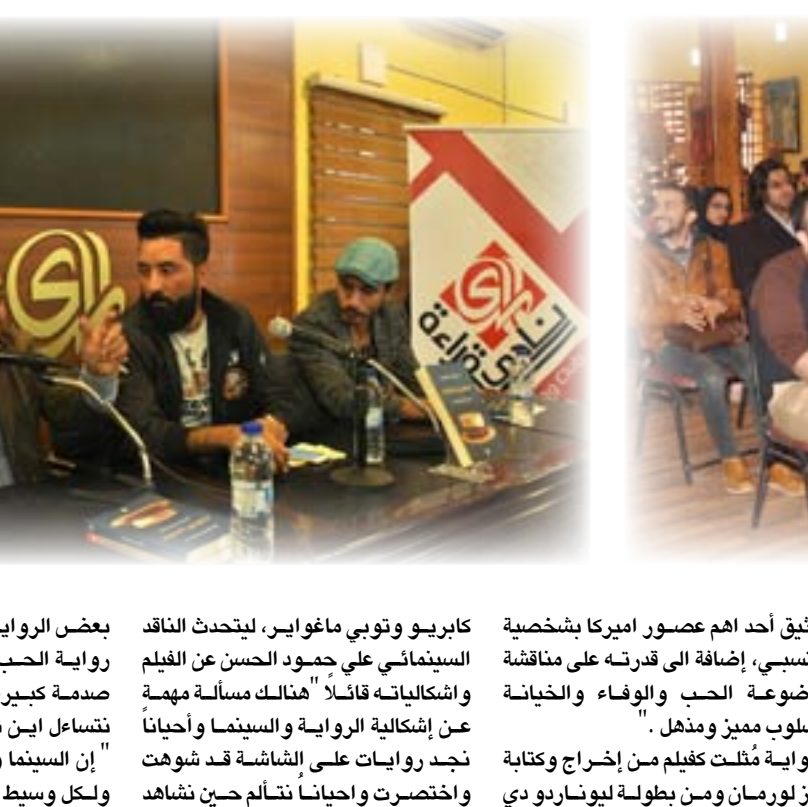 المدى
نادي قراءة
ثيق أحد اهم عصور اميركا بشخصية
نسبي، إضافة الى قدرته على مناقشة
ضوعة الحب والوفاء والخيانة
سلوب مميز ومذهل ."
واية مُثلت كفيلم من إخراج وكتابة
ز لورمان ومن بطولة ليوناردو دي
كابريو وتوبي ماغواير، ليتحدث الناقد
السينمائي علي حمود الحسن عن الفيلم
واشكالياته قائلاً "هنالك مسألة مهمة
عن إشكالية الرواية والسينما وأحياناً
نجد روايات على الشاشة قد شوهت
واختصرت واحياناً نتألم حين نشاهد
بعض الرواي
رواية الحب
صدمة كبير
نتساءل اين
" إن السينما
ولكل وسيط